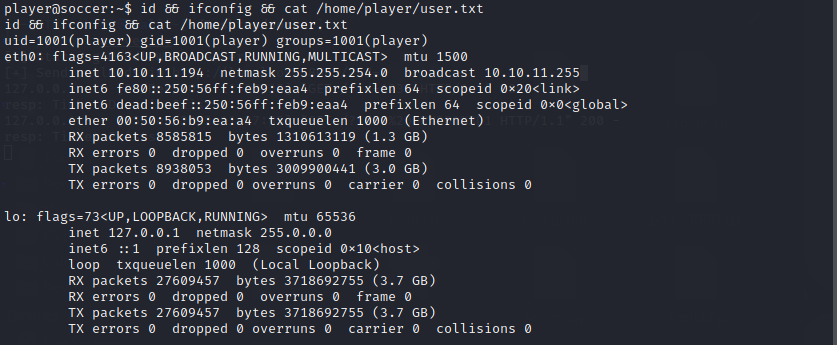 player@soccer:~$ id && ifconfig && cat /home/player/user.txt
id && ifconfig && cat /home/player/user.txt
uid=1001(player) gid=1001(player) groups=1001(player)
eth0: flags=4163<UP,BROADCAST,RUNNING,MULTICAST>  mtu 1500
        inet 10.10.11.194  netmask 255.255.254.0  broadcast 10.10.11.255
        inet6 fe80::250:56ff:feb9:eaa4  prefixlen 64  scopeid 0×20<link>
        inet6 dead:beef::250:56ff:feb9:eaa4  prefixlen 64  scopeid 0×0<global>
        ether 00:50:56:b9:ea:a4  txqueuelen 1000  (Ethernet)
        RX packets 8585815  bytes 1310613119 (1.3 GB)
        RX errors 0  dropped 0  overruns 0  frame 0
        TX packets 8938053  bytes 3009900441 (3.0 GB)
        TX errors 0  dropped 0 overruns 0  carrier 0  collisions 0

lo: flags=73<UP,LOOPBACK,RUNNING>  mtu 65536
        inet 127.0.0.1  netmask 255.0.0.0
        inet6 ::1  prefixlen 128  scopeid 0×10<host>
        loop  txqueuelen 1000  (Local Loopback)
        RX packets 27609457  bytes 3718692755 (3.7 GB)
        RX errors 0  dropped 0  overruns 0  frame 0
        TX packets 27609457  bytes 3718692755 (3.7 GB)
        TX errors 0  dropped 0 overruns 0  carrier 0  collisions 0